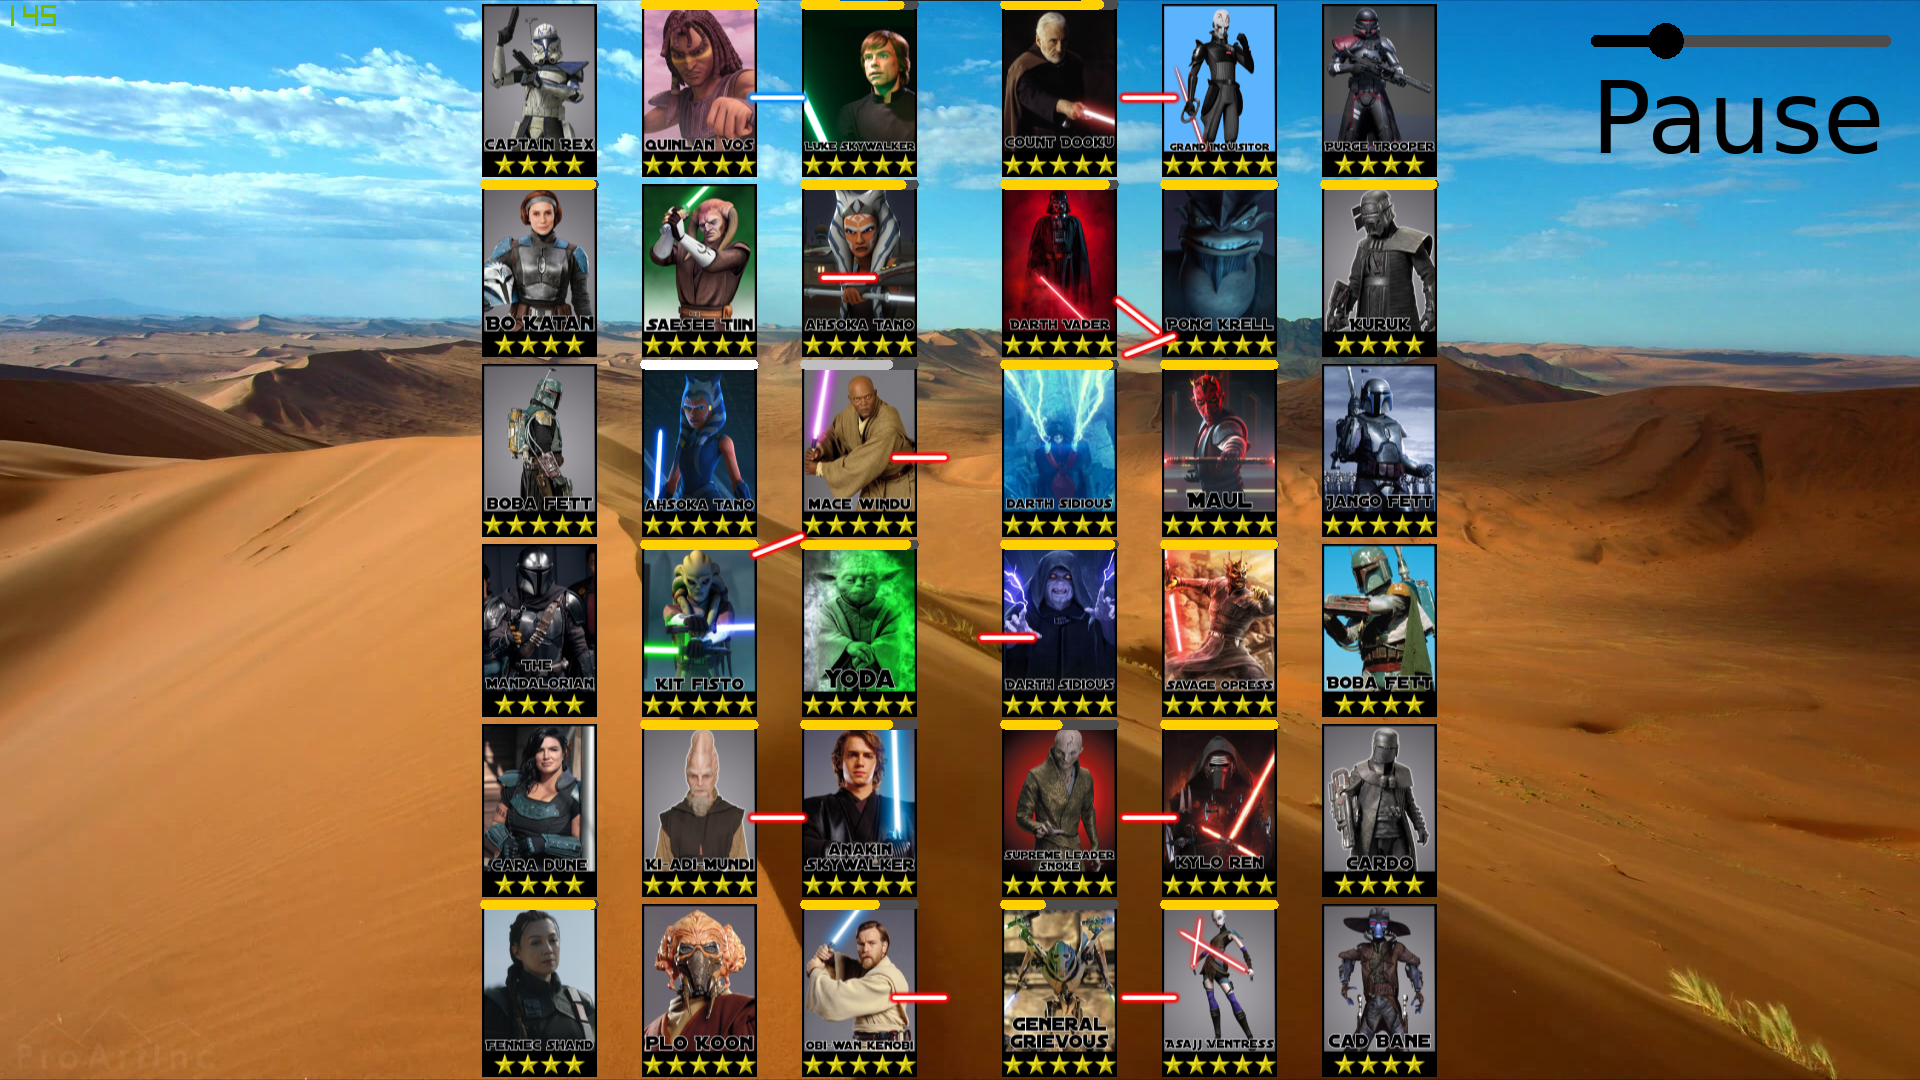 145
Pause
CAPTAIN REX
QUINLAN VOS
LUKE SKYWALKER
COUNT DOOKU
GRAND INQUISITOR
PURGE TROOPER
BO KATAN
SAESEE TIIN
AHSOKA TANO
DARTH VADER
PONG KRELL
KURUK
BOBA FETT
AHSOKA TANO
MACE WINDU
DARTH SIDIOUS
MAUL
JANGO FETT
THE
MANDALORIAN
KIT FISTO
YODA
DARTH SIDIOUS
SAVAGE OPRESS
BOBA FETT
CARA DUNE
KI-ADI-MUNDI
ANAKIN
SKYWALKER
SUPREME LEADER
SNOKE
KYLO REN
CARDO
FENNEC SHAND
PLO KOON
OBI-WAN KENOBI
GENERAL
GRIEVOUS
ASAJJ VENTRESS
CAD BANE